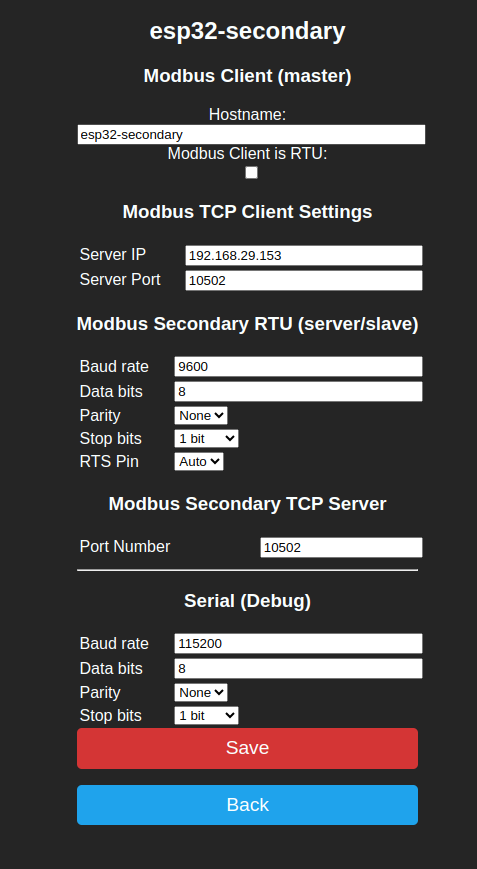 esp32-secondary
Modbus Client (master)
Hostname:
esp32-secondary
Modbus Client is RTU:
Modbus TCP Client Settings
Server IP 192.168.29.153
Server Port 10502
Modbus Secondary RTU (server/slave)
Baud rate 9600
Data bits 8
Parity None
Stop bits 1 bit
RTS Pin Auto
Modbus Secondary TCP Server
Port Number 10502
Serial (Debug)
Baud rate 115200
Data bits 8
Parity None
Stop bits 1 bit
Save
Back